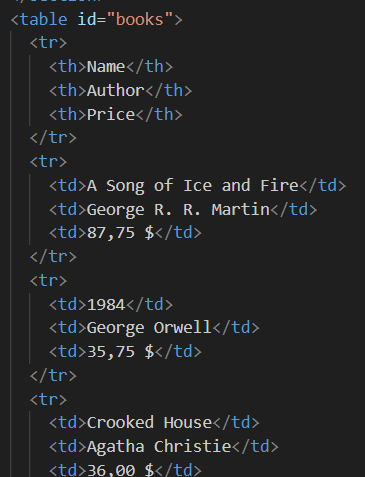 </section>
<table id="books">
<tr>
<th>Name</th>
<th>Author</th>
<th>Price</th>
</tr>
<tr>
<td>A Song of Ice and Fire</td>
<td>George R. R. Martin</td>
<td>87,75 $</td>
</tr>
<tr>
<td>1984</td>
<td>George Orwell</td>
<td>35,75 $</td>
</tr>
<tr>
<td>Crooked House</td>
<td>Agatha Christie</td>
<td>36,00 $</td>